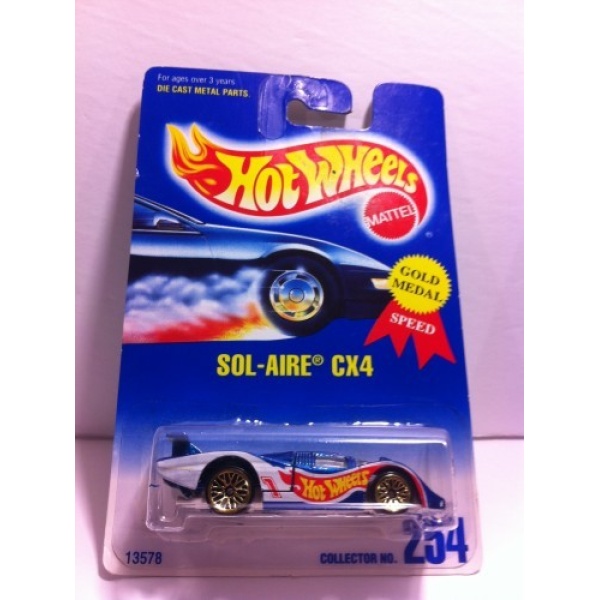 For ages over 3 years
DIE CAST METAL PARTS.
HOT WHEELS
MATTEL
GOLD
MEDAL
SPEED
SOL-AIRE® CX4
1 HOT WHEELS
13578
COLLECTOR NO. 254